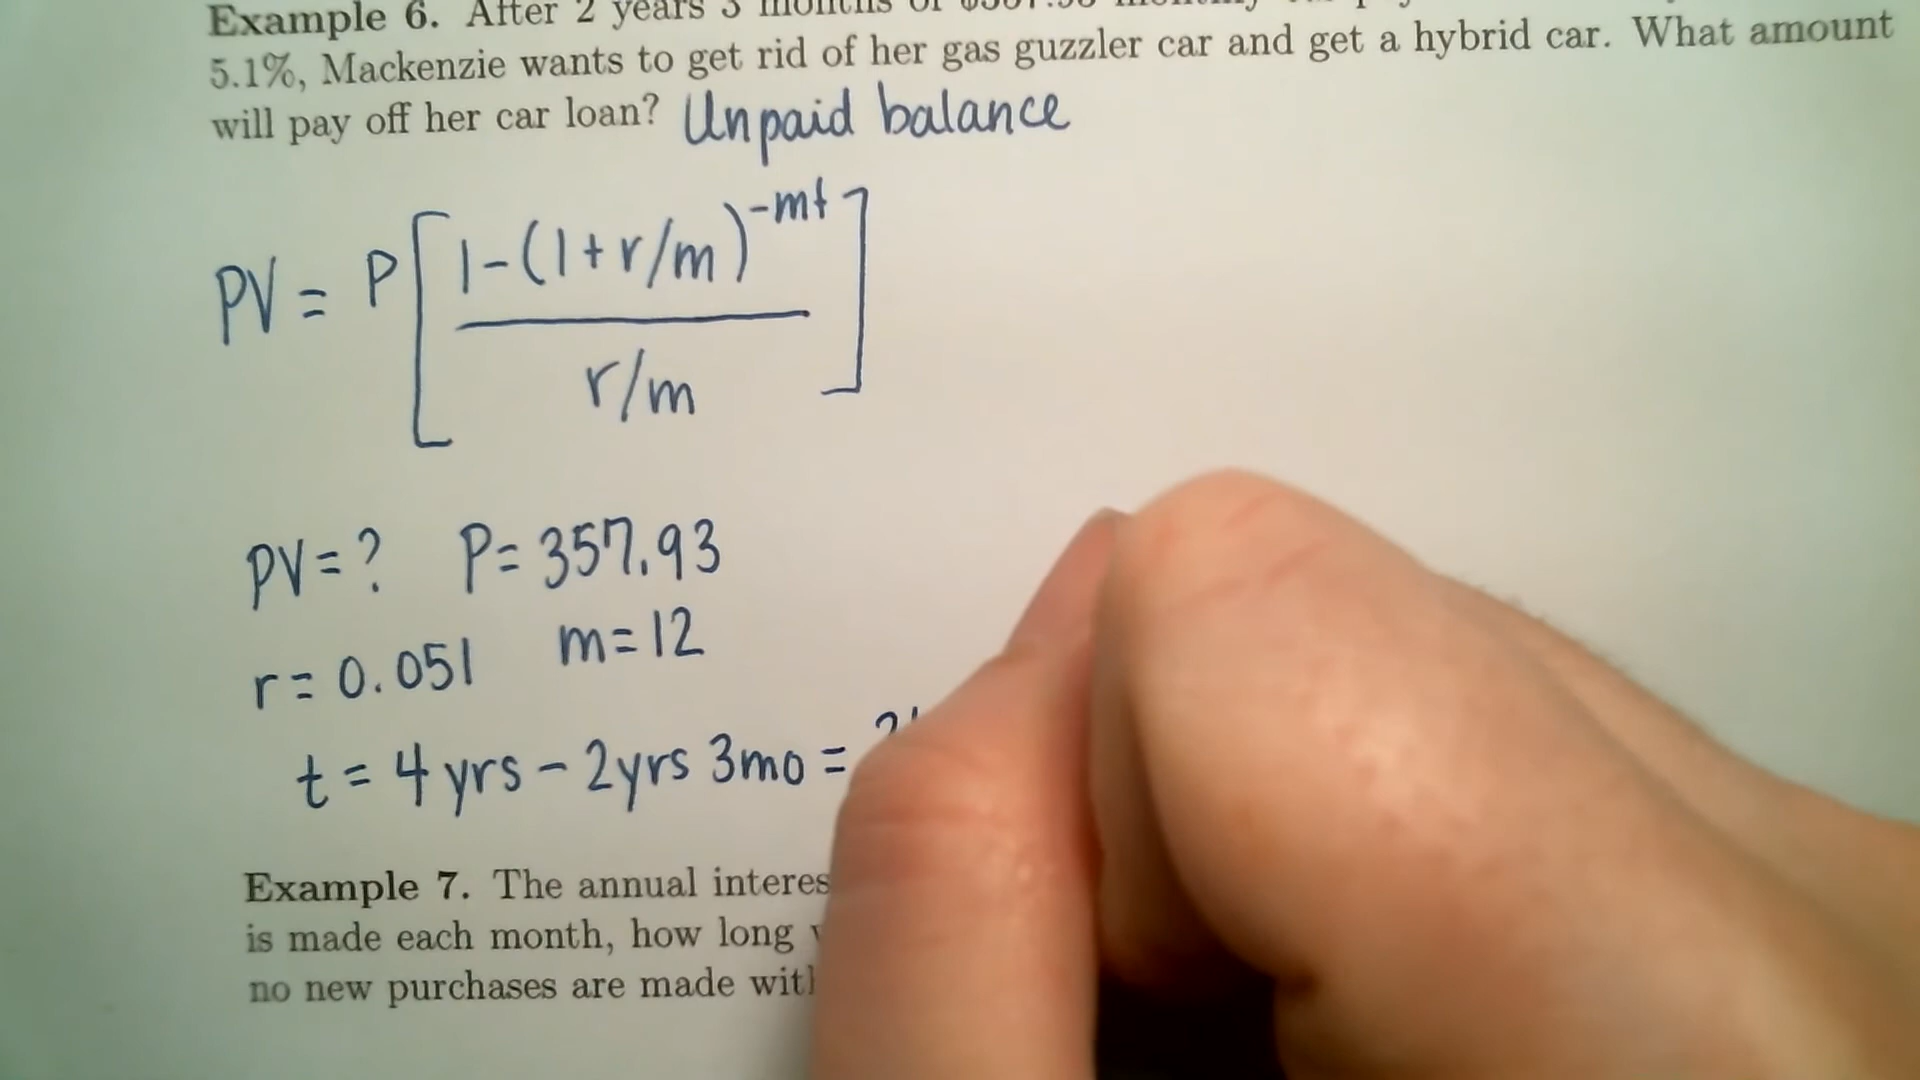 Example 6. After 2 years 3 months of
5.1%, Mackenzie wants to get rid of her gas guzzler car and get a hybrid car. What amount
will pay off her car loan? Unpaid balance
PV = P[(1-(1+r/m)^-mt)/(r/m)]
PV = ? P = 357.93
r = 0.051 m = 12
t = 4 yrs - 2yrs 3mo =
Example 7. The annual
is made each month, how long
no new purchases are made